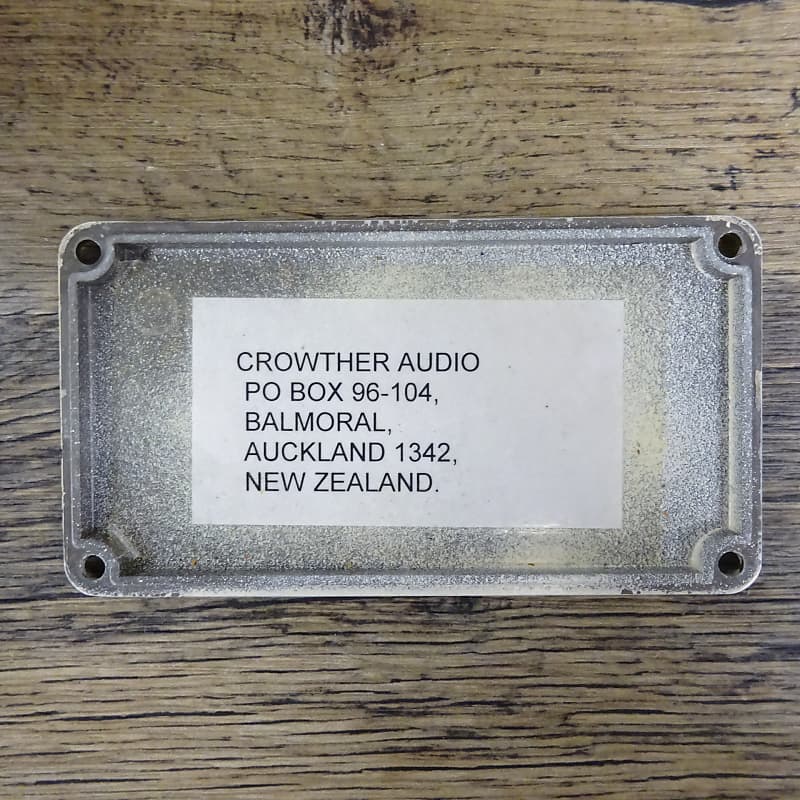 CROWTHER AUDIO
PO BOX 96-104,
BALMORAL,
AUCKLAND 1342,
NEW ZEALAND.